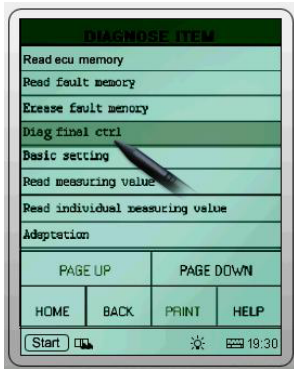 DIAGNOSE ITEM
Read ecu memory
Read fault memory
Erease fault menory
Diag final ctrl
Basic setting
Read measuring value
Read individual measuring value
Adaptation
PAGE UP PAGE DOWN
HOME BACK PRINT HELP
Start 19:30